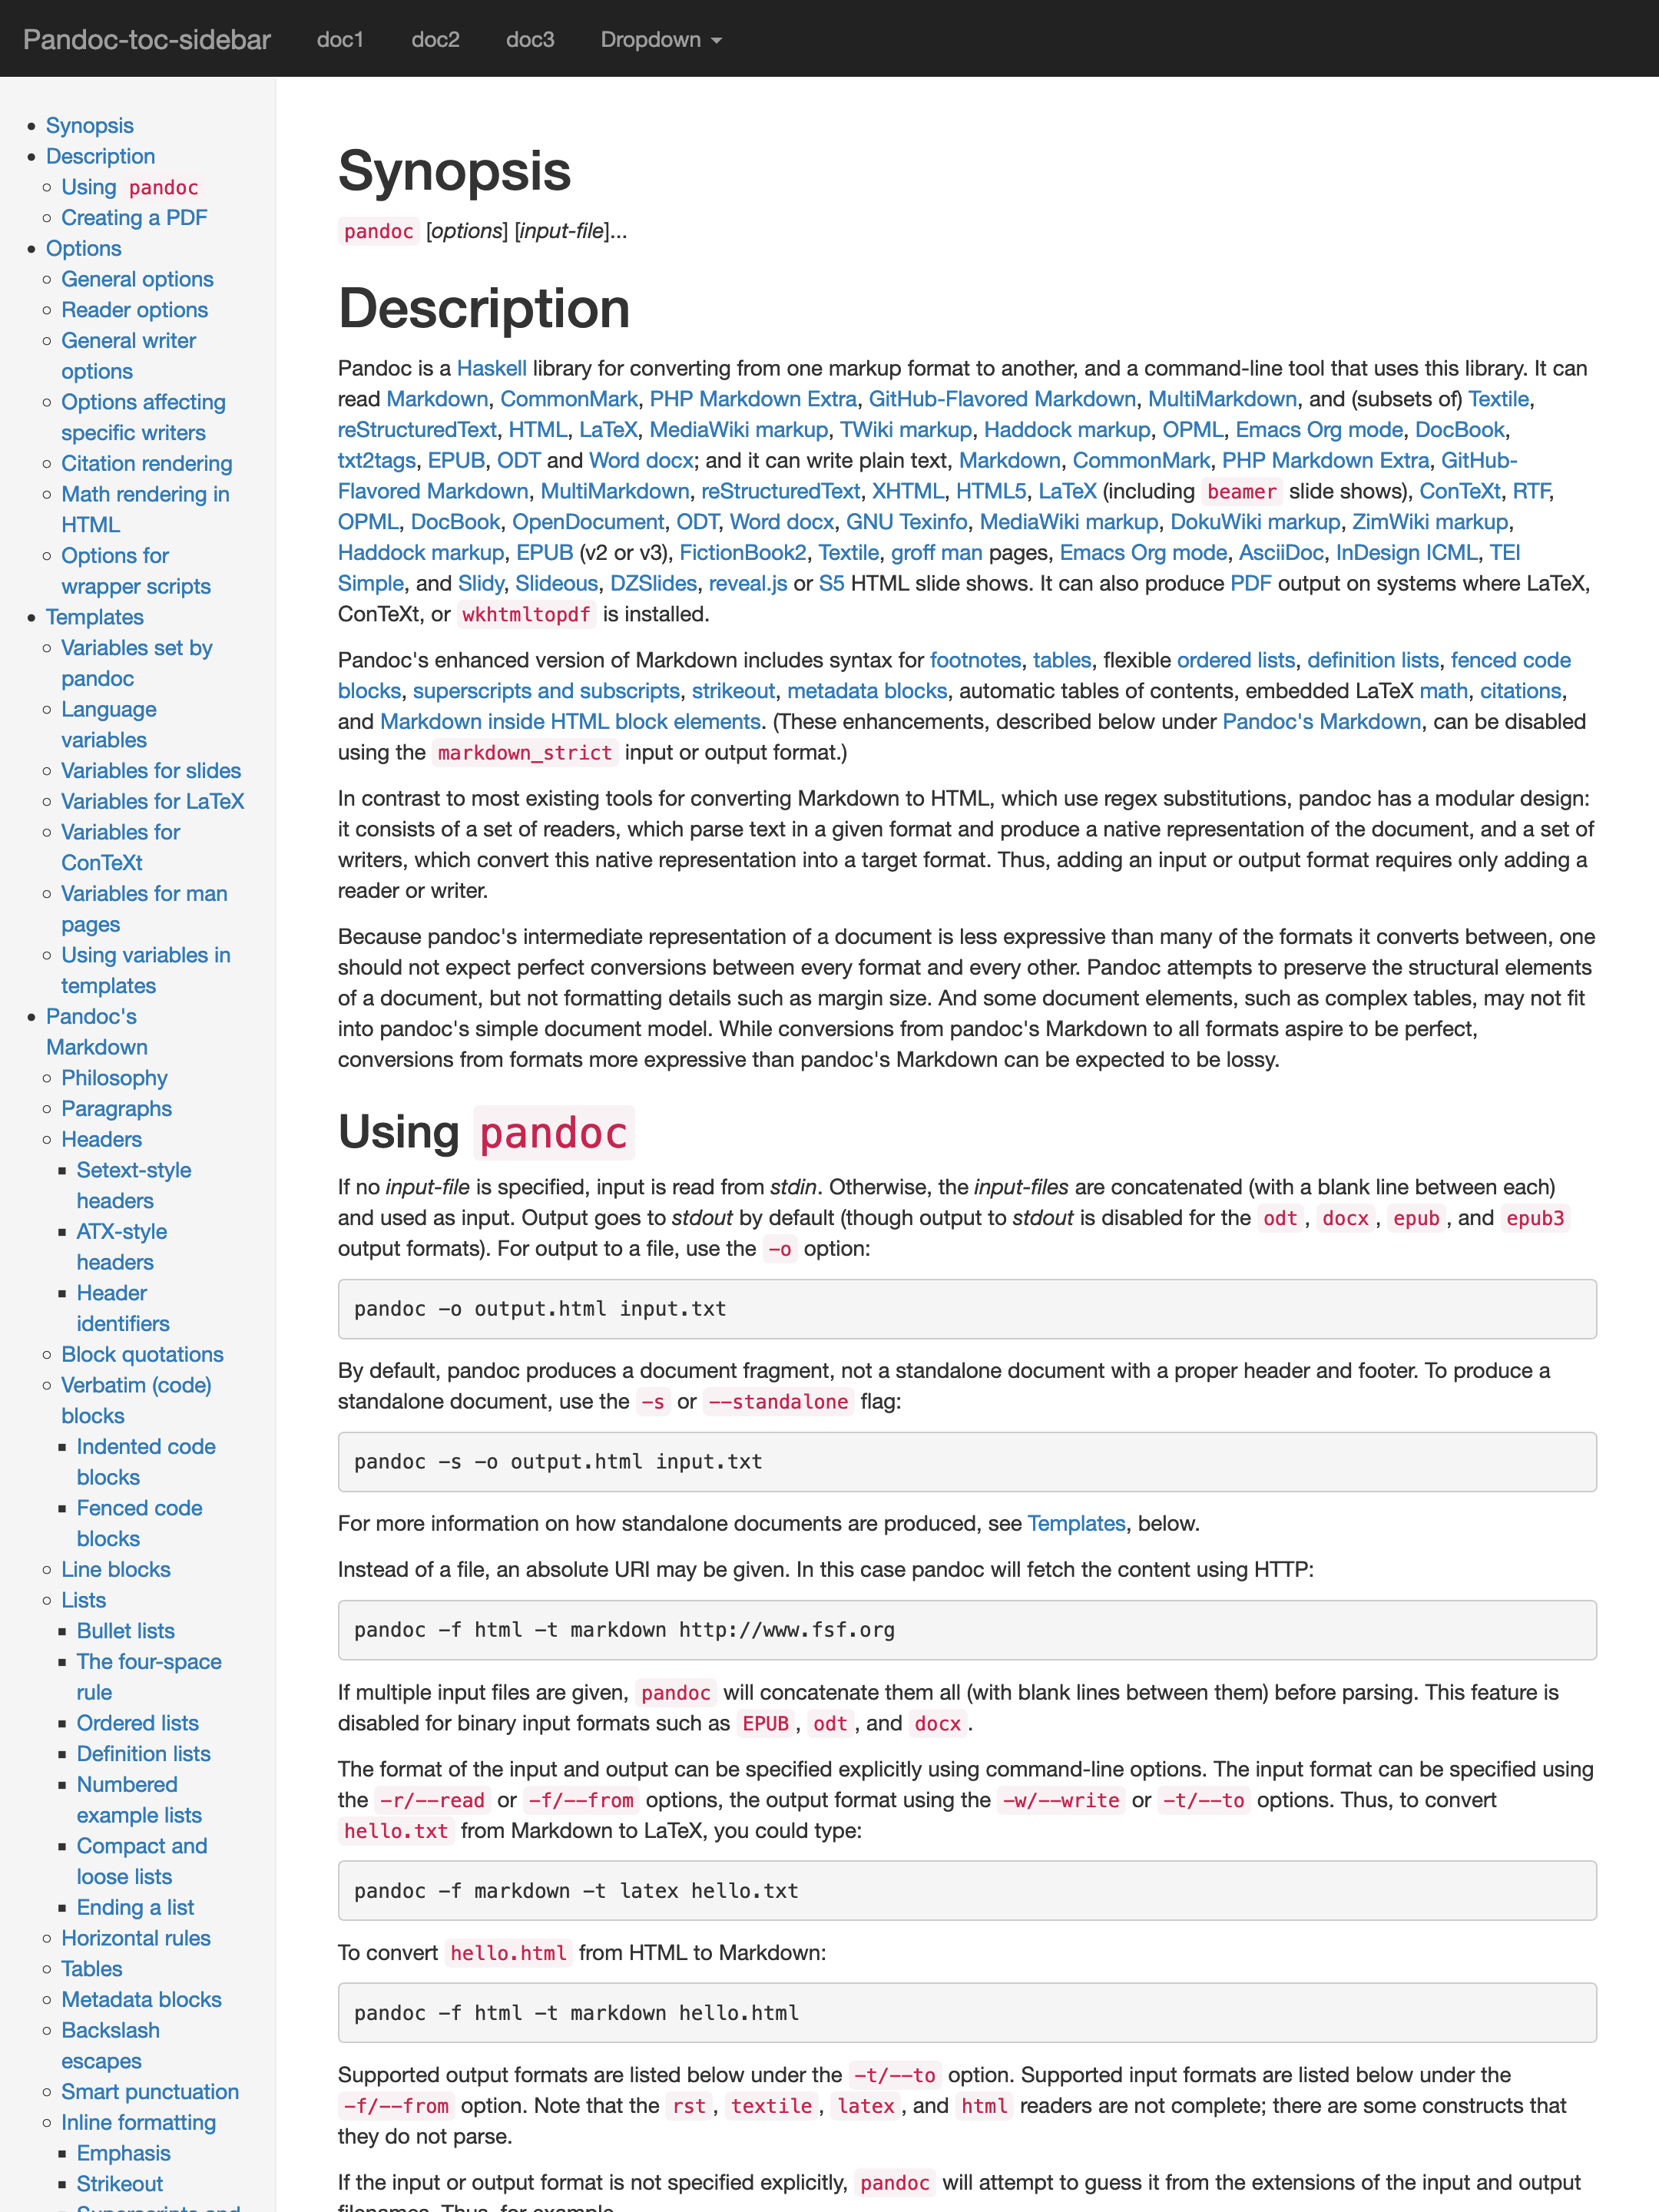 Pandoc-toc-sidebar doc1 doc2 doc3 Dropdown
Synopsis
Description
Using pandoc
Creating a PDF
Options
General options
Reader options
General writer
options
Options affecting
specific writers
Citation rendering
Math rendering in
HTML
Options for
wrapper scripts
Templates
Variables set by
pandoc
Language
variables
Variables for slides
Variables for LaTeX
Variables for
ConTeXt
Variables for man
pages
Using variables in
templates
Pandoc's
Markdown
Philosophy
Paragraphs
Headers
Setext-style
headers
ATX-style
headers
Header
identifiers
Block quotations
Verbatim (code)
blocks
Indented code
blocks
Fenced code
blocks
Line blocks
Lists
Bullet lists
The four-space
rule
Ordered lists
Definition lists
Numbered
example lists
Compact and
loose lists
Ending a list
Horizontal rules
Tables
Metadata blocks
Backslash
escapes
Smart punctuation
Inline formatting
Emphasis
Strikeout
Superscripts and
Synopsis
pandoc [options] [input-file]...
Description
Pandoc is a Haskell library for converting from one markup format to another, and a command-line tool that uses this library. It can
read Markdown, CommonMark, PHP Markdown Extra, GitHub-Flavored Markdown, MultiMarkdown, and (subsets of) Textile,
reStructuredText, HTML, LaTeX, MediaWiki markup, TWiki markup, Haddock markup, OPML, Emacs Org mode, DocBook,
txt2tags, EPUB, ODT and Word docx; and it can write plain text, Markdown, CommonMark, PHP Markdown Extra, GitHub-
Flavored Markdown, MultiMarkdown, reStructuredText, XHTML, HTML5, LaTeX (including beamer slide shows), ConTeXt, RTF,
OPML, DocBook, OpenDocument, ODT, Word docx, GNU Texinfo, MediaWiki markup, DokuWiki markup, ZimWiki markup,
Haddock markup, EPUB (v2 or v3), FictionBook2, Textile, groff man pages, Emacs Org mode, AsciiDoc, InDesign ICML, TEI
Simple, and Slidy, Slideous, DZSlides, reveal.js or S5 HTML slide shows. It can also produce PDF output on systems where LaTeX,
ConTeXt, or wkhtmltopdf is installed.
Pandoc's enhanced version of Markdown includes syntax for footnotes, tables, flexible ordered lists, definition lists, fenced code
blocks, superscripts and subscripts, strikeout, metadata blocks, automatic tables of contents, embedded LaTeX math, citations,
and Markdown inside HTML block elements. (These enhancements, described below under Pandoc's Markdown, can be disabled
using the markdown_strict input or output format.)
In contrast to most existing tools for converting Markdown to HTML, which use regex substitutions, pandoc has a modular design:
it consists of a set of readers, which parse text in a given format and produce a native representation of the document, and a set of
writers, which convert this native representation into a target format. Thus, adding an input or output format requires only adding a
reader or writer.
Because pandoc's intermediate representation of a document is less expressive than many of the formats it converts between, one
should not expect perfect conversions between every format and every other. Pandoc attempts to preserve the structural elements
of a document, but not formatting details such as margin size. And some document elements, such as complex tables, may not fit
into pandoc's simple document model. While conversions from pandoc's Markdown to all formats aspire to be perfect,
conversions from formats more expressive than pandoc's Markdown can be expected to be lossy.
Using pandoc
If no input-file is specified, input is read from stdin. Otherwise, the input-files are concatenated (with a blank line between each)
and used as input. Output goes to stdout by default (though output to stdout is disabled for the odt, docx, epub, and epub3
output formats). For output to a file, use the -o option:
pandoc -o output.html input.txt
By default, pandoc produces a document fragment, not a standalone document with a proper header and footer. To produce a
standalone document, use the -s or --standalone flag:
pandoc -s -o output.html input.txt
For more information on how standalone documents are produced, see Templates, below.
Instead of a file, an absolute URI may be given. In this case pandoc will fetch the content using HTTP:
pandoc -f html -t markdown http://www.fsf.org
If multiple input files are given, pandoc will concatenate them all (with blank lines between them) before parsing. This feature is
disabled for binary input formats such as EPUB, odt, and docx.
The format of the input and output can be specified explicitly using command-line options. The input format can be specified using
the -r/--read or -f/--from options, the output format using the -w/--write or -t/--to options. Thus, to convert
hello.txt from Markdown to LaTeX, you could type:
pandoc -f markdown -t latex hello.txt
To convert hello.html from HTML to Markdown:
pandoc -f html -t markdown hello.html
Supported output formats are listed below under the -t/--to option. Supported input formats are listed below under the
-f/--from option. Note that the rst, textile, latex, and html readers are not complete; there are some constructs that
they do not parse.
If the input or output format is not specified explicitly, pandoc will attempt to guess it from the extensions of the input and output
filenames. Thus, for example,